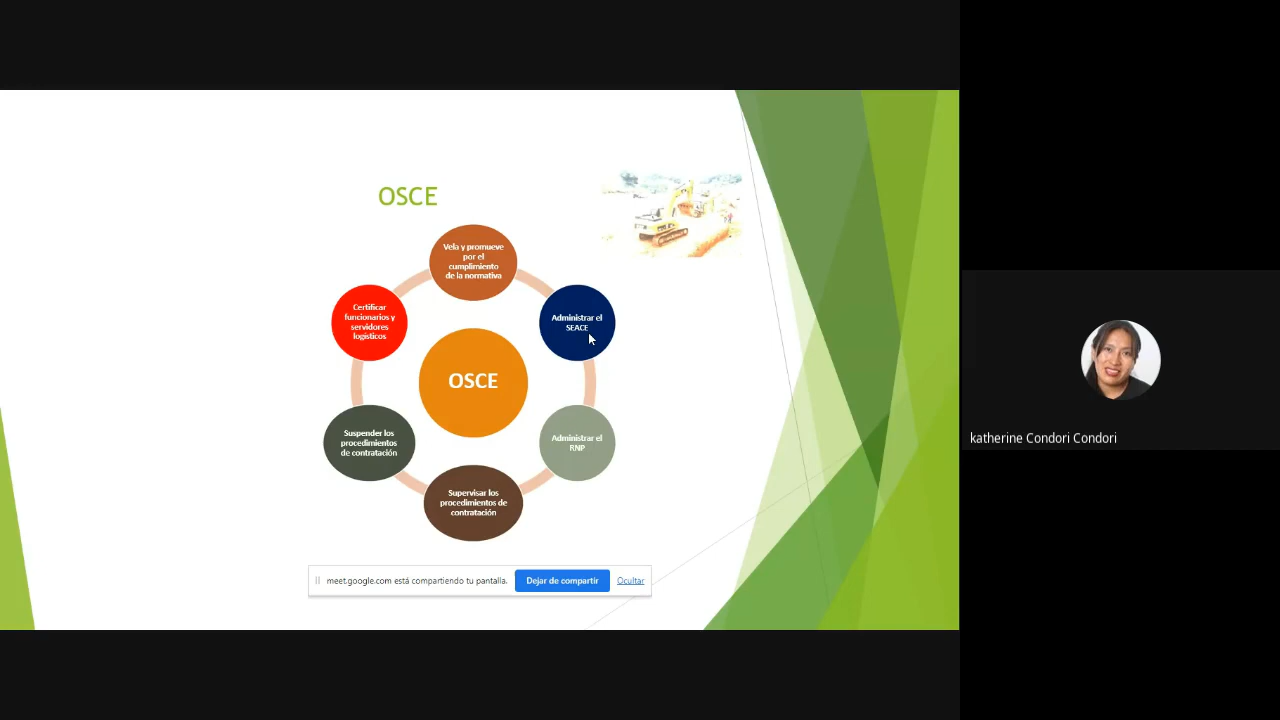 OSCE
Vela y promueve
por el
cumplimiento
de la normativa
Certificar
funcionarios y
servidores
logísticos
Administrar el
SEACE
OSCE
Suspender los
procedimientos
de contratación
Administrar el
RNP
Supervisar los
procedimientos de
contratación
meet.google.com está compartiendo tu pantalla.
Dejar de compartir
Ocultar
katherine Condori Condori